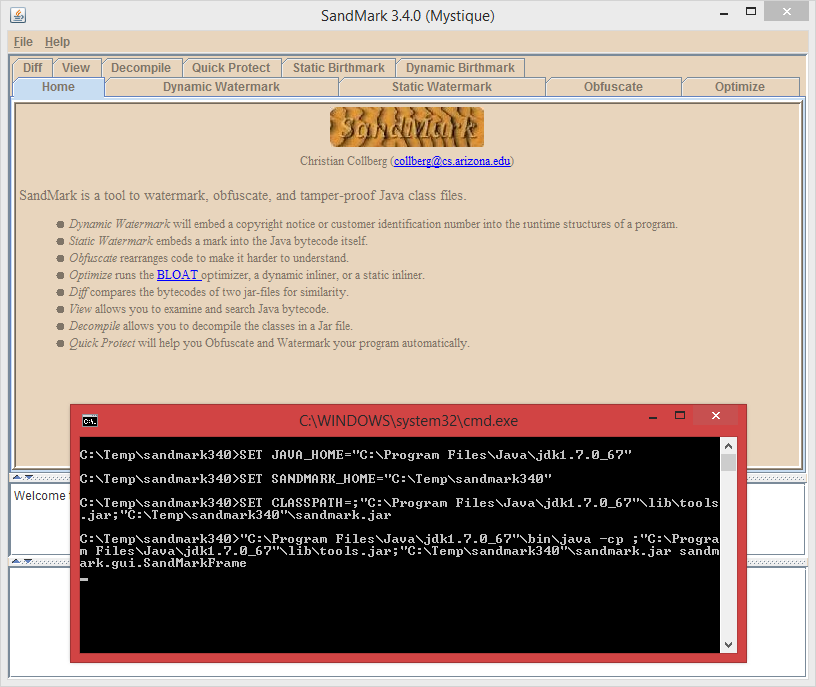 SandMark 3.4.0 (Mystique)
File Help
Diff View Decompile Quick Protect Static Birthmark Dynamic Birthmark
Home Dynamic Watermark Static Watermark Obfuscate Optimize
SandMark
Christian Collberg (collberg@cs.arizona.edu)
SandMark is a tool to watermark, obfuscate, and tamper-proof Java class files.
Dynamic Watermark will embed a copyright notice or customer identification number into the runtime structures of a program.
Static Watermark embeds a mark into the Java bytecode itself.
Obfuscate rearranges code to make it harder to understand.
Optimize runs the BLOAT optimizer, a dynamic inliner, or a static inliner.
Diff compares the bytecodes of two jar-files for similarity.
View allows you to examine and search Java bytecode.
Decompile allows you to decompile the classes in a Jar file.
Quick Protect will help you Obfuscate and Watermark your program automatically.
Welcome
C:\WINDOWS\system32\cmd.exe
C:\Temp\sandmark340>SET JAVA_HOME="C:\Program Files\Java\jdk1.7.0_67"
C:\Temp\sandmark340>SET SANDMARK_HOME="C:\Temp\sandmark340"
C:\Temp\sandmark340>SET CLASSPATH=;"C:\Program Files\Java\jdk1.7.0_67"\lib\tools
.jar;"C:\Temp\sandmark340"\sandmark.jar
C:\Temp\sandmark340>"C:\Program Files\Java\jdk1.7.0_67"\bin\java -cp ;"C:\Progra
m Files\Java\jdk1.7.0_67"\lib\tools.jar;"C:\Temp\sandmark340"\sandmark.jar sandm
ark.gui.SandMarkFrame